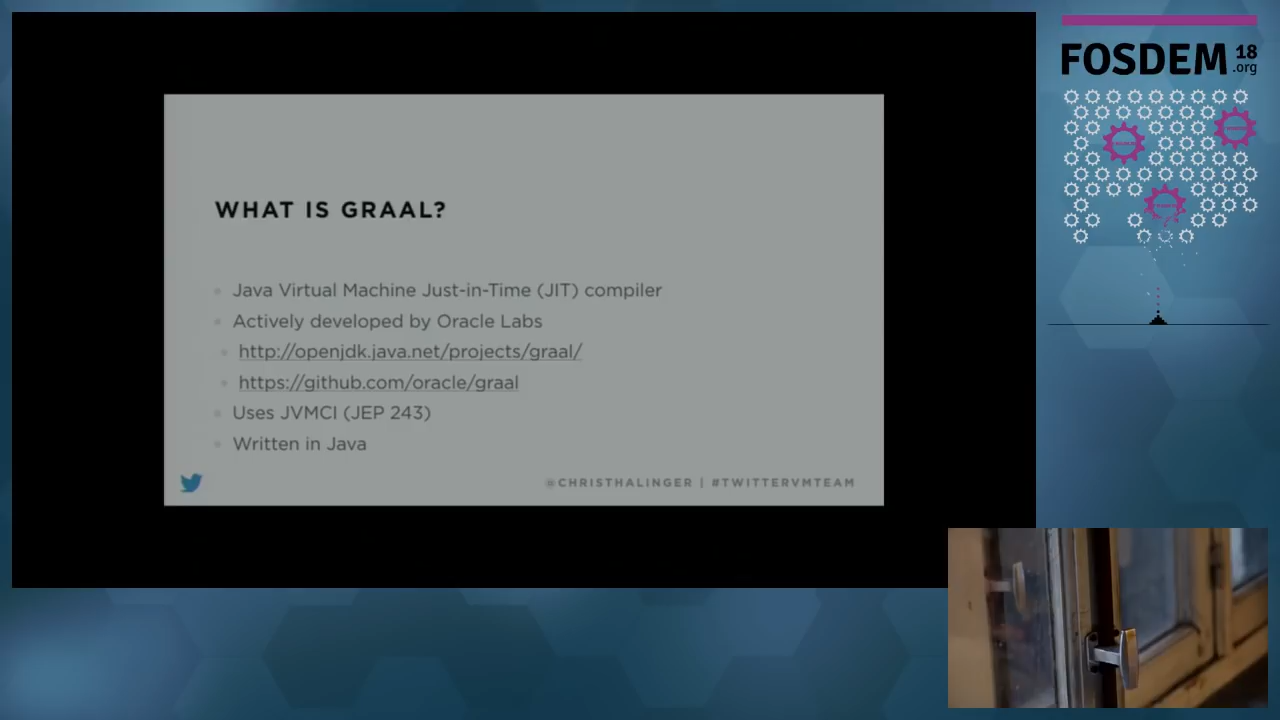 WHAT IS GRAAL?
Java Virtual Machine Just-in-Time (JIT) compiler
Actively developed by Oracle Labs
http://openjdk.java.net/projects/graal/
https://github.com/oracle/graal
Uses JVMCI (JEP 243)
Written in Java
@CHRISTHALINGER | #TWITTERVMTEAM
FOSDEM 18
.org